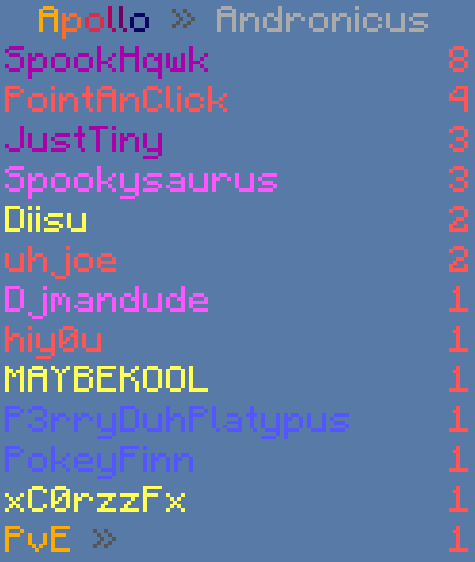 Apollo » Andronicus
SpookHqwk 8
PointAnClick 4
JustTiny 3
Spookysaurus 3
Diisu 2
uhjoe 2
Djmandude 1
hiy0u 1
MAYBEKOOL 1
P3rryDuhPlatypus 1
PokeyFinn 1
xC0rzzFx 1
PvE » 1